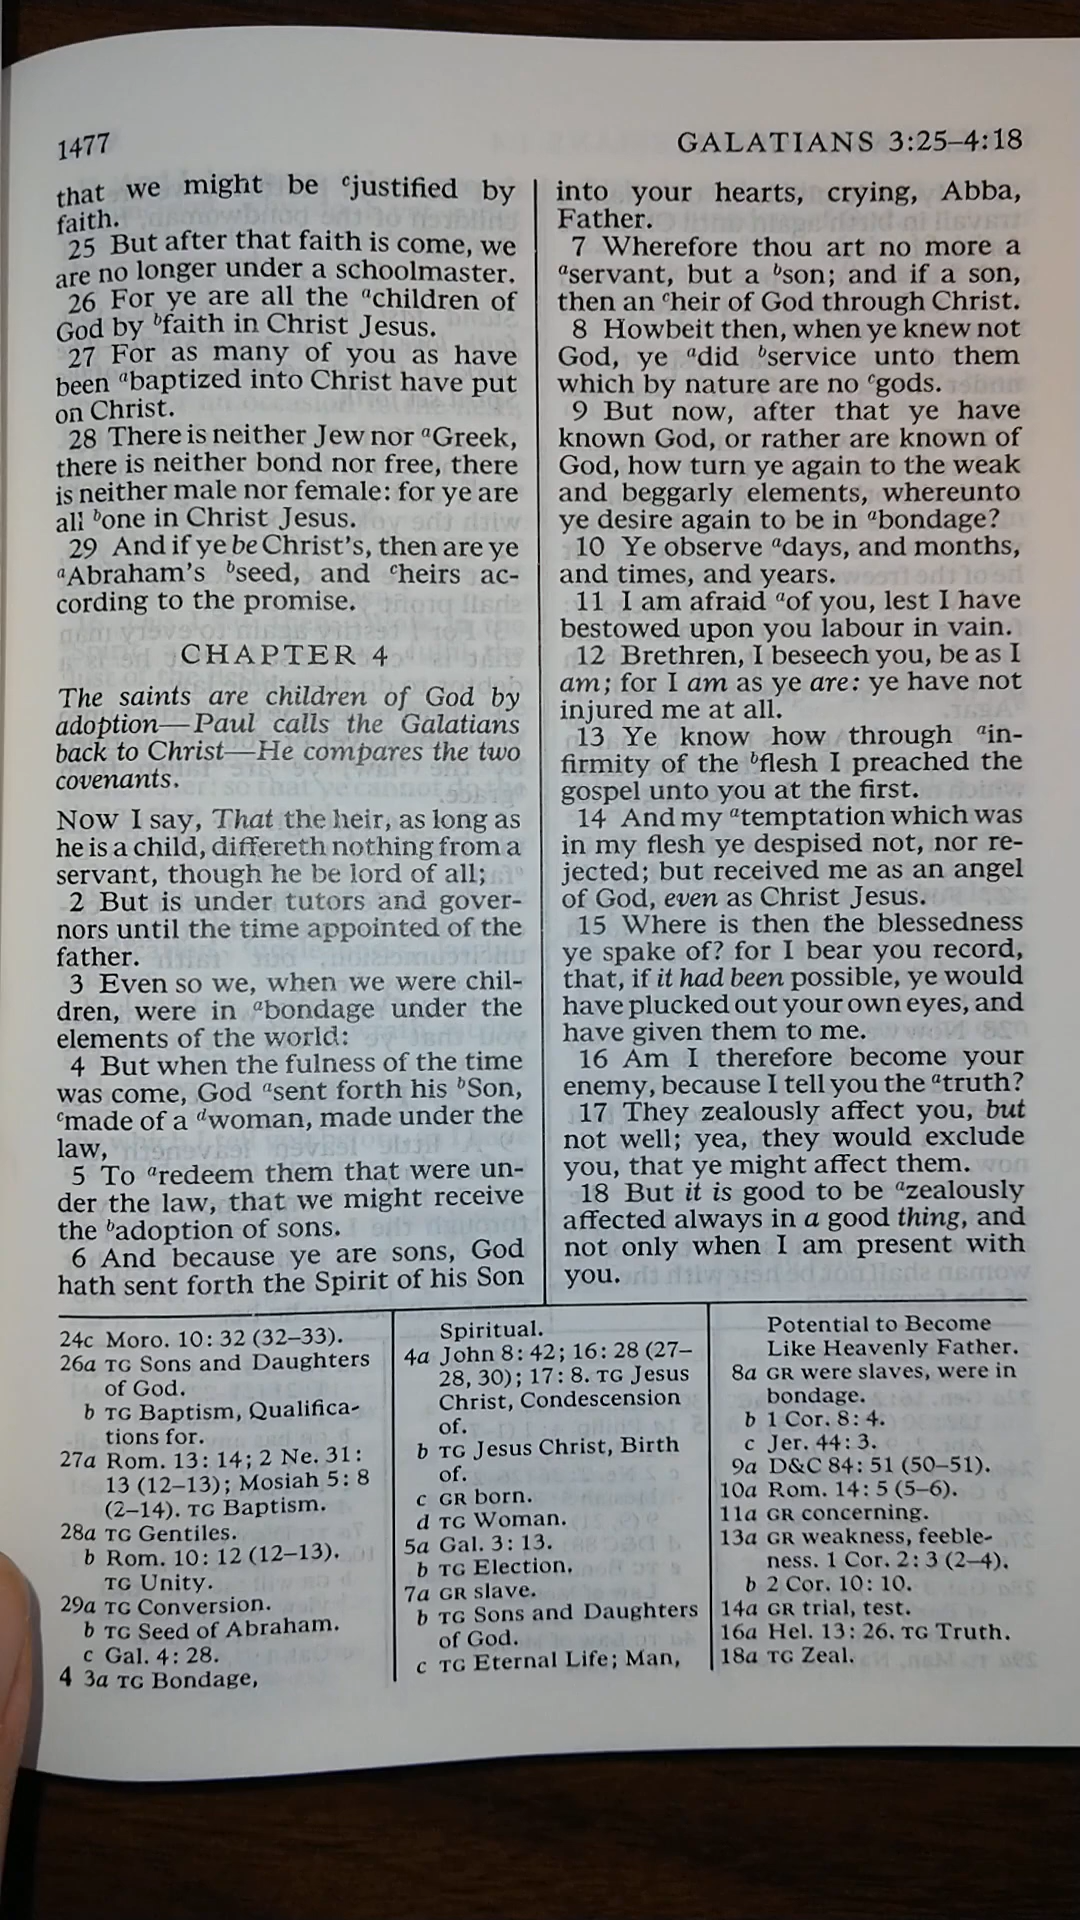 1477
GALATIANS 3:25–4:18
that we might be ᶜjustified by
faith.
25 But after that faith is come, we
are no longer under a schoolmaster.
26 For ye are all the ᵃchildren of
God by ᵇfaith in Christ Jesus.
27 For as many of you as have
been ᵃbaptized into Christ have put
on Christ.
28 There is neither Jew nor ᵃGreek,
there is neither bond nor free, there
is neither male nor female: for ye are
all ᵇone in Christ Jesus.
29 And if ye be Christ's, then are ye
ᵃAbraham's ᵇseed, and ᶜheirs ac-
cording to the promise.
CHAPTER 4
The saints are children of God by
adoption—Paul calls the Galatians
back to Christ—He compares the two
covenants.
Now I say, That the heir, as long as
he is a child, differeth nothing from a
servant, though he be lord of all;
2 But is under tutors and gover-
nors until the time appointed of the
father.
3 Even so we, when we were chil-
dren, were in ᵃbondage under the
elements of the world:
4 But when the fulness of the time
was come, God ᵃsent forth his ᵇSon,
ᶜmade of a ᵈwoman, made under the
law,
5 To ᵃredeem them that were un-
der the law, that we might receive
the ᵇadoption of sons.
6 And because ye are sons, God
hath sent forth the Spirit of his Son
into your hearts, crying, Abba,
Father.
7 Wherefore thou art no more a
ᵃservant, but a ᵇson; and if a son,
then an ᶜheir of God through Christ.
8 Howbeit then, when ye knew not
God, ye ᵃdid ᵇservice unto them
which by nature are no ᶜgods.
9 But now, after that ye have
known God, or rather are known of
God, how turn ye again to the weak
and beggarly elements, whereunto
ye desire again to be in ᵃbondage?
10 Ye observe ᵃdays, and months,
and times, and years.
11 I am afraid ᵃof you, lest I have
bestowed upon you labour in vain.
12 Brethren, I beseech you, be as I
am; for I am as ye are: ye have not
injured me at all.
13 Ye know how through ᵃin-
firmity of the ᵇflesh I preached the
gospel unto you at the first.
14 And my ᵃtemptation which was
in my flesh ye despised not, nor re-
jected; but received me as an angel
of God, even as Christ Jesus.
15 Where is then the blessedness
ye spake of? for I bear you record,
that, if it had been possible, ye would
have plucked out your own eyes, and
have given them to me.
16 Am I therefore become your
enemy, because I tell you the ᵃtruth?
17 They zealously affect you, but
not well; yea, they would exclude
you, that ye might affect them.
18 But it is good to be ᵃzealously
affected always in a good thing, and
not only when I am present with
you.
24c Moro. 10: 32 (32–33).
26a TG Sons and Daughters
of God.
b TG Baptism, Qualifica-
tions for.
27a Rom. 13: 14; 2 Ne. 31:
13 (12–13); Mosiah 5: 8
(2–14). TG Baptism.
28a TG Gentiles.
b Rom. 10: 12 (12–13).
TG Unity.
29a TG Conversion.
b TG Seed of Abraham.
c Gal. 4: 28.
4 3a TG Bondage,
Spiritual.
4a John 8: 42; 16: 28 (27–
28, 30); 17: 8. TG Jesus
Christ, Condescension
of.
b TG Jesus Christ, Birth
of.
c GR born.
d TG Woman.
5a Gal. 3: 13.
b TG Election.
7a GR slave.
b TG Sons and Daughters
of God.
c TG Eternal Life; Man,
Potential to Become
Like Heavenly Father.
8a GR were slaves, were in
bondage.
b 1 Cor. 8: 4.
c Jer. 44: 3.
9a D&C 84: 51 (50–51).
10a Rom. 14: 5 (5–6).
11a GR concerning.
13a GR weakness, feeble-
ness. 1 Cor. 2: 3 (2–4).
b 2 Cor. 10: 10.
14a GR trial, test.
16a Hel. 13: 26. TG Truth.
18a TG Zeal.